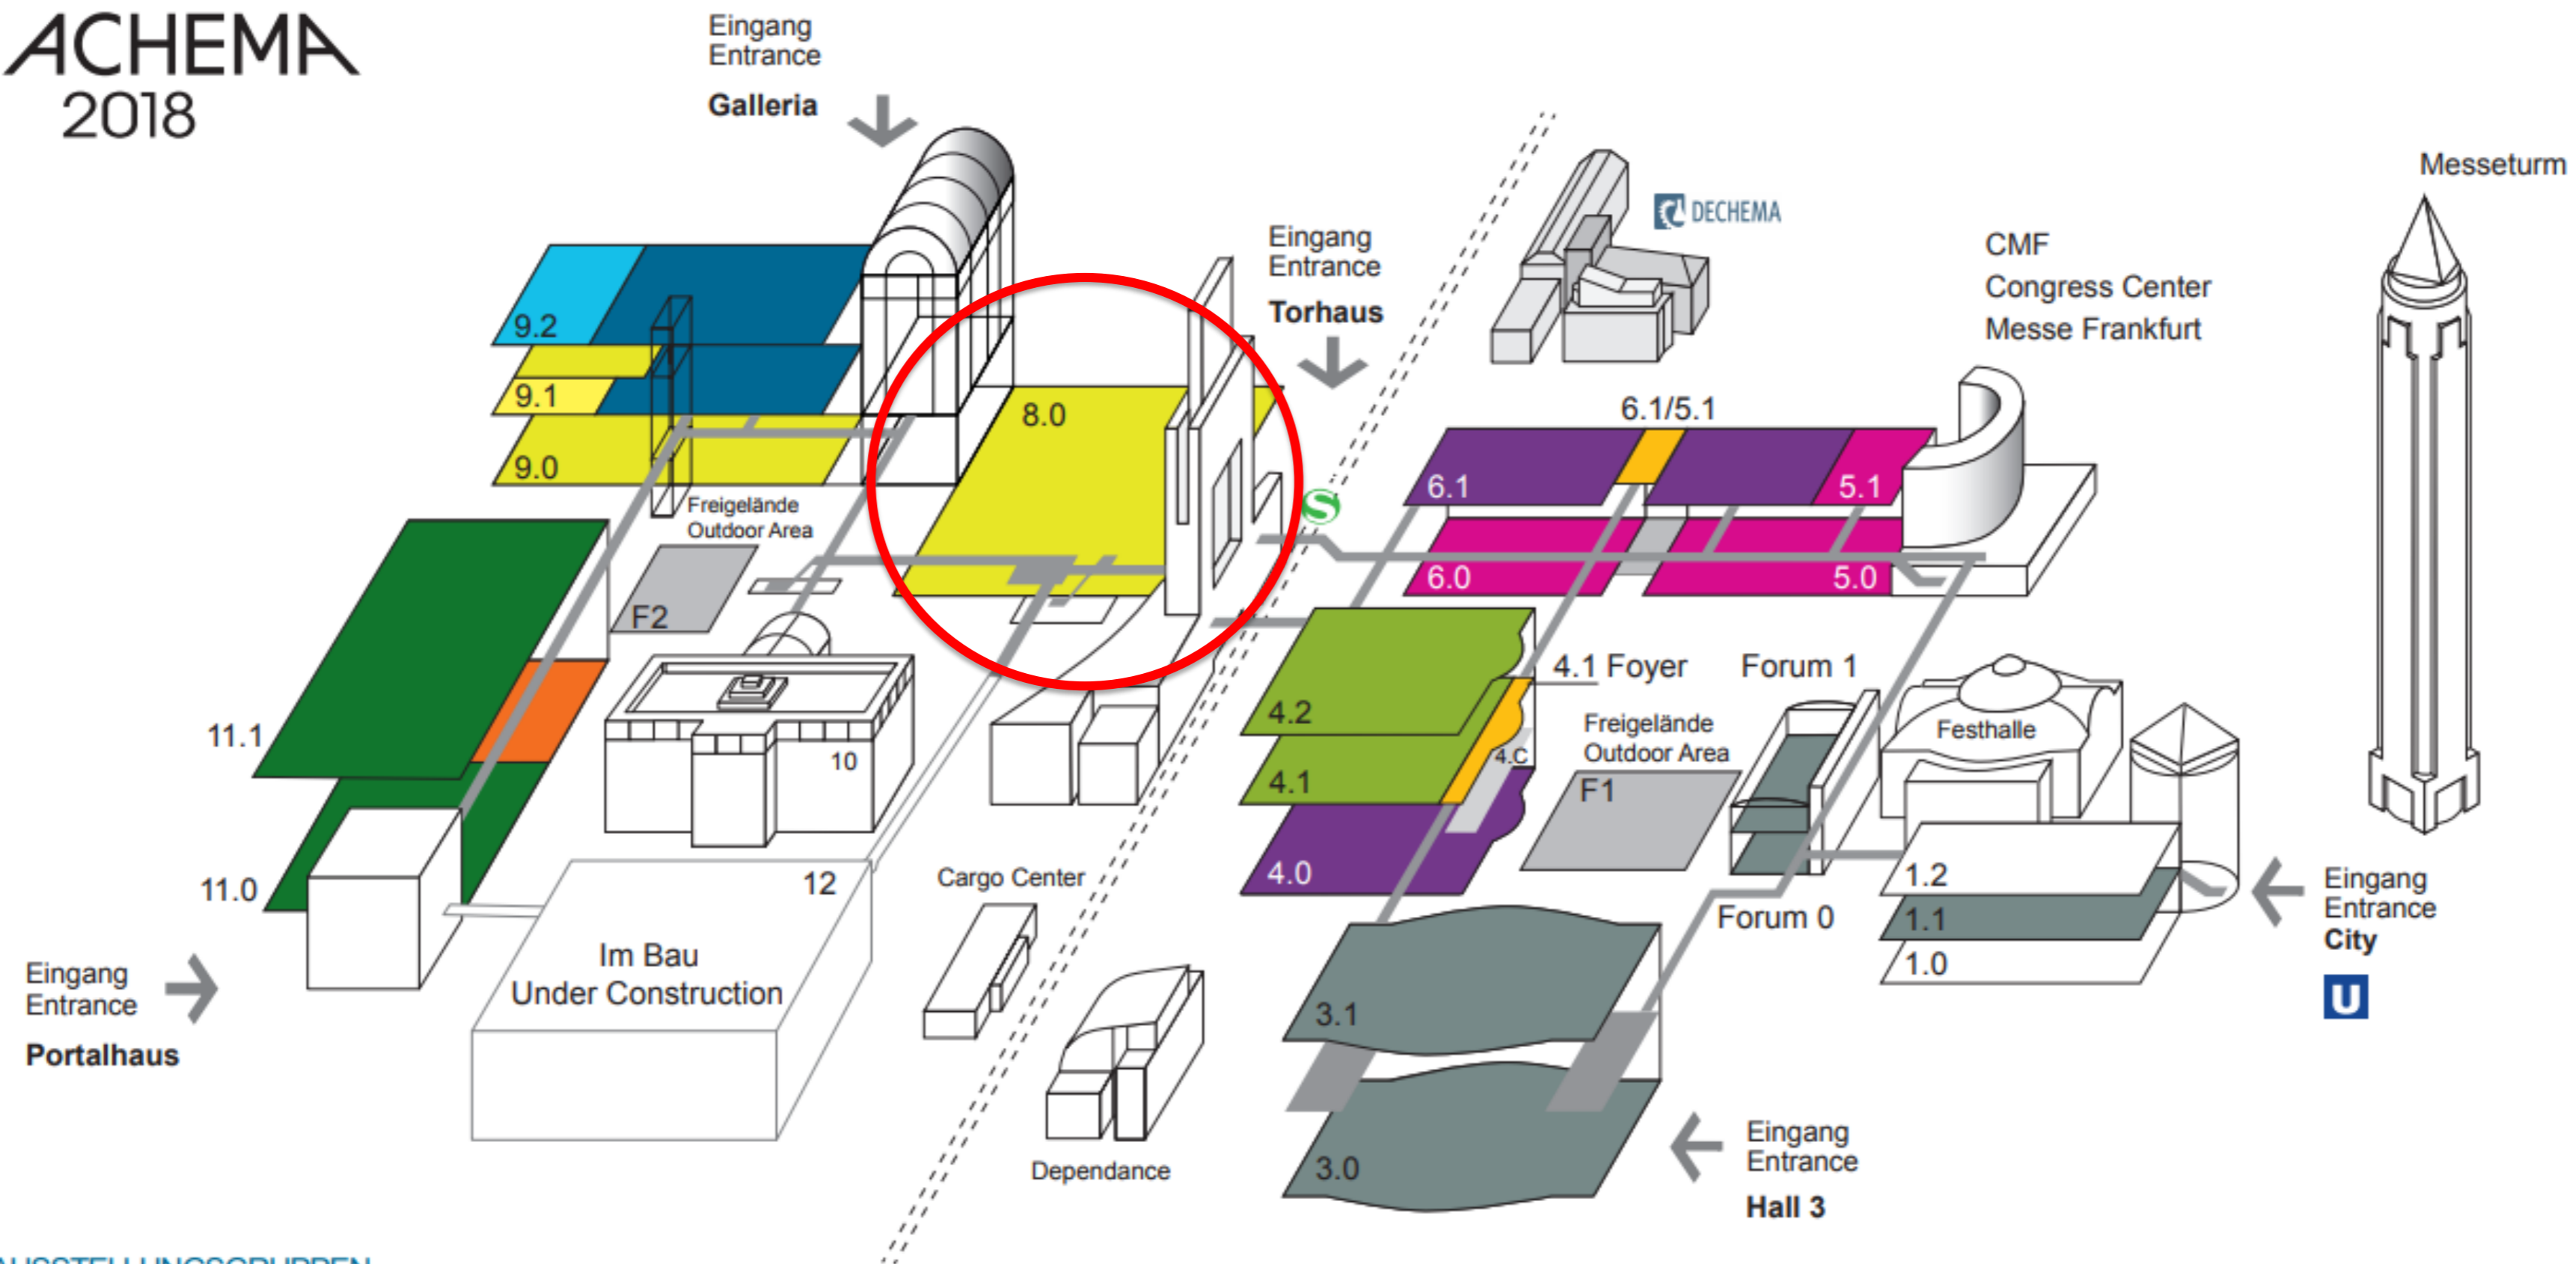 ACHEMA
2018
Eingang
Entrance
Galleria
Eingang
Entrance
Torhaus
DECHEMA
Messeturm
CMF
Congress Center
Messe Frankfurt
9.2
9.1
9.0
8.0
Freigelände
Outdoor Area
F2
S
6.1/5.1
6.1
5.1
6.0
5.0
11.1
11.0
10
12
Im Bau
Under Construction
Eingang
Entrance
Portalhaus
Cargo Center
Dependance
4.2
4.1
4.0
4.1 Foyer
4.C
Freigelände
Outdoor Area
F1
Forum 1
Forum 0
Festhalle
1.2
1.1
1.0
Eingang
Entrance
City
U
3.1
3.0
Eingang
Entrance
Hall 3
AUSSTELLUNGSGRUPPEN